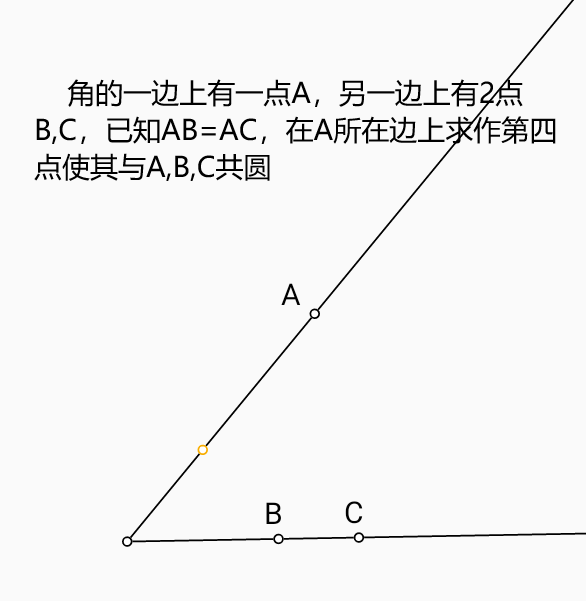 角的一边上有一点A，另一边上有2点
B,C，已知AB=AC，在A所在边上求作第四
点使其与A,B,C共圆
A
B
C